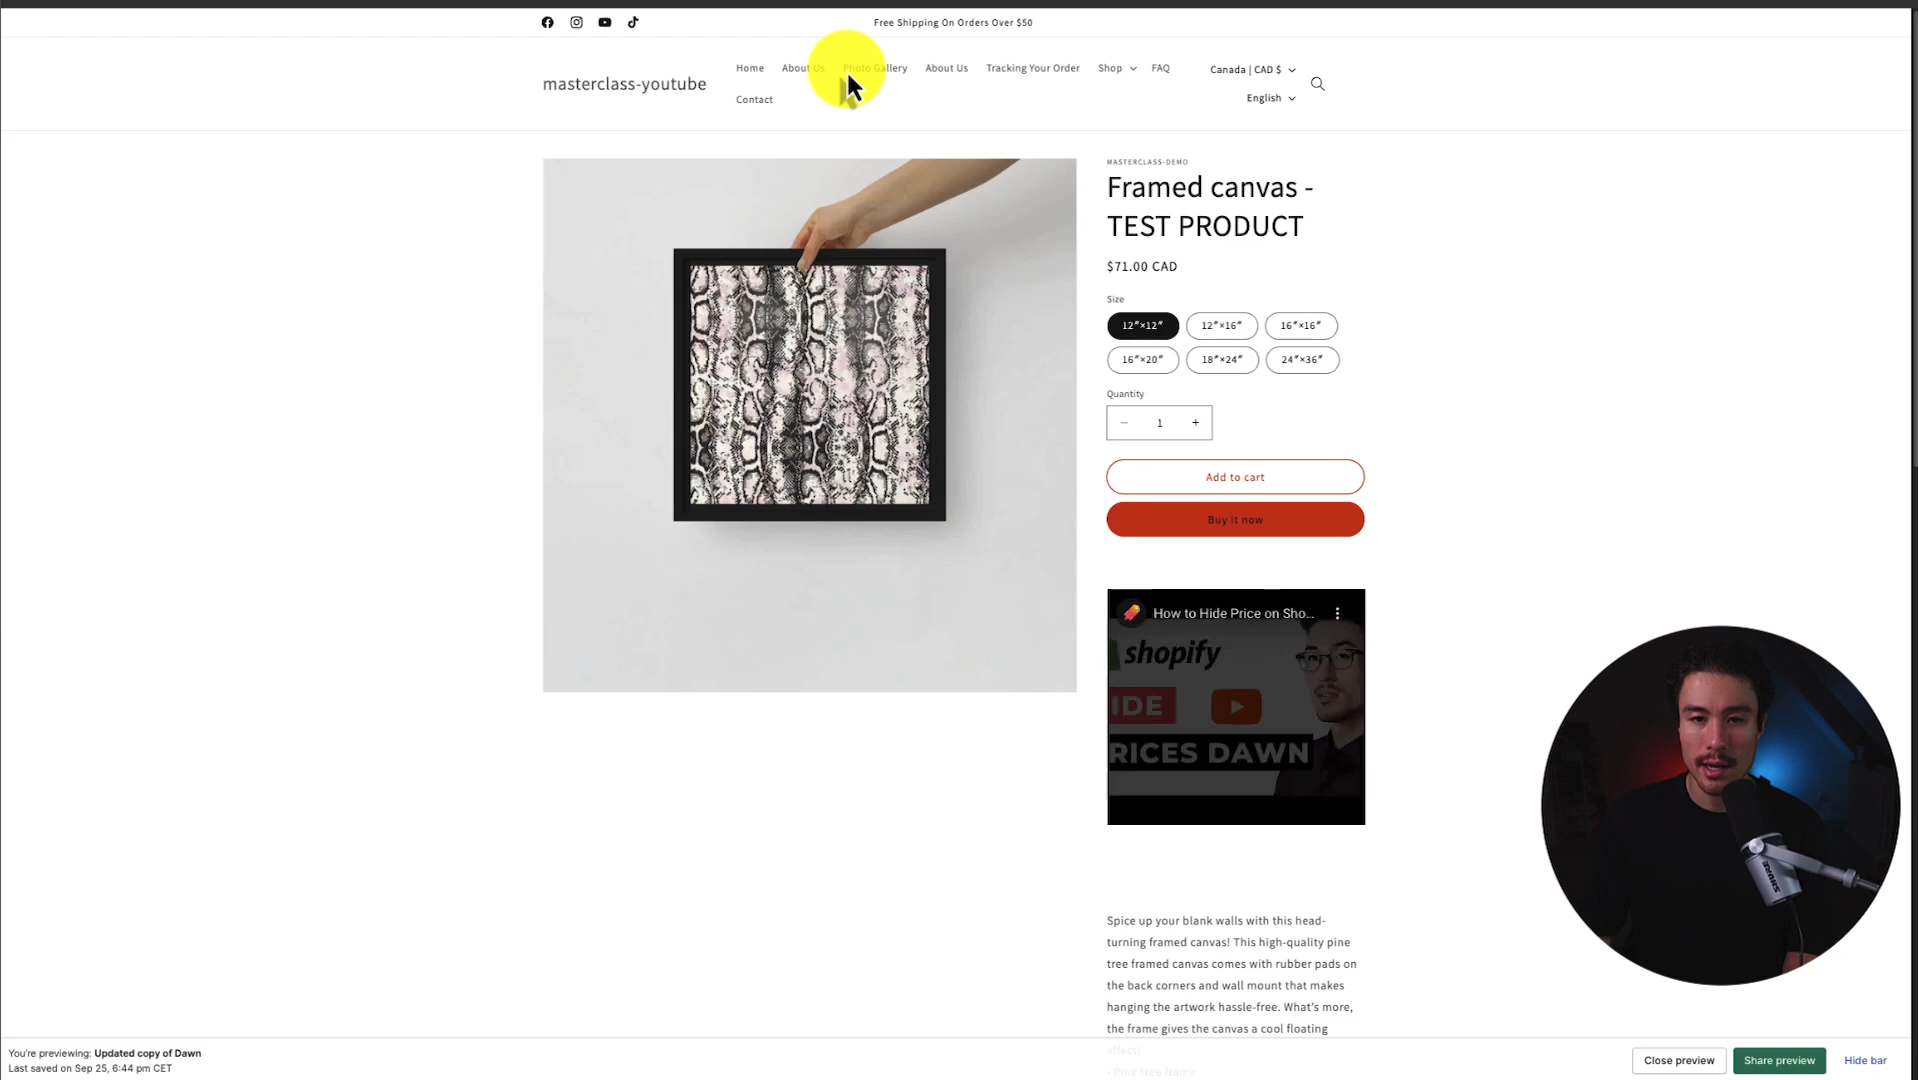 Free Shipping On Orders Over $50
masterclass-youtube
Home About Us Photo Gallery About Us Tracking Your Order Shop FAQ
Contact
Canada | CAD $
English
MASTERCLASS-DEMO
Framed canvas -
TEST PRODUCT
$71.00 CAD
Size
12″×12″ 12″×16″ 16″×16″
16″×20″ 18″×24″ 24″×36″
Quantity
− 1 +
Add to cart
Buy it now
How to Hide Price on Sho...
shopify
IDE
RICES DAWN
Spice up your blank walls with this head-
turning framed canvas! This high-quality pine
tree framed canvas comes with rubber pads on
the back corners and wall mount that makes
hanging the artwork hassle-free. What's more,
the frame gives the canvas a cool floating
effect!
- Pine tree frame
SHURE
You're previewing: Updated copy of Dawn
Last saved on Sep 25, 6:44 pm CET
Close preview Share preview Hide bar